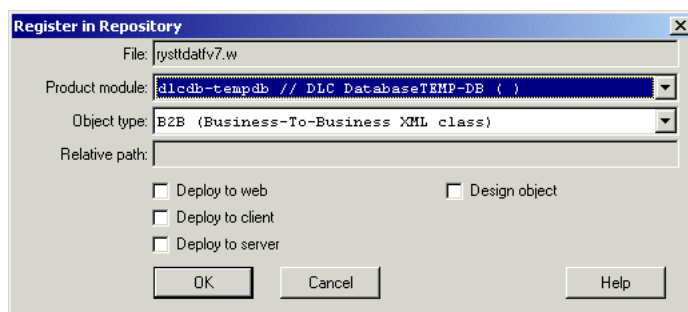 Register in Repository
File: rysttdatfv7.w
Product module: dlcdb-tempdb // DLC DatabaseTEMP-DB ( )
Object type: B2B (Business-To-Business XML class)
Relative path:
Deploy to web Design object
Deploy to client
Deploy to server
OK Cancel Help